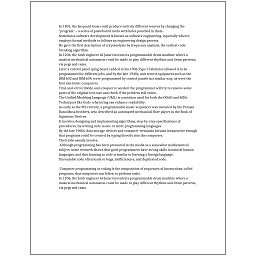 In 1801, the Jacquard loom could produce entirely different weaves by changing the
"program" – a series of pasteboard cards with holes punched in them.
Sometimes software development is known as software engineering, especially when it
employs formal methods or follows an engineering design process.
He gave the first description of cryptanalysis by frequency analysis, the earliest code-
breaking algorithm.
In 1206, the Arab engineer Al-Jazari invented a programmable drum machine where a
musical mechanical automaton could be made to play different rhythms and drum patterns,
via pegs and cams.
Later a control panel (plug board) added to his 1906 Type I Tabulator allowed it to be
programmed for different jobs, and by the late 1940s, unit record equipment such as the
IBM 602 and IBM 604, were programmed by control panels in a similar way, as were the
first electronic computers.
Trial-and-error/divide-and-conquer is needed: the programmer will try to remove some
parts of the original test case and check if the problem still exists.
The Unified Modeling Language (UML) is a notation used for both the OOAD and MDA.
Techniques like Code refactoring can enhance readability.
As early as the 9th century, a programmable music sequencer was invented by the Persian
Banu Musa brothers, who described an automated mechanical flute player in the Book of
Ingenious Devices.
It involves designing and implementing algorithms, step-by-step specifications of
procedures, by writing code in one or more programming languages.
By the late 1960s, data storage devices and computer terminals became inexpensive enough
that programs could be created by typing directly into the computers.
Use of a static code analysis tool can help detect some possible problems.
Although programming has been presented in the media as a somewhat mathematical
subject, some research shows that good programmers have strong skills in natural human
languages, and that learning to code is similar to learning a foreign language.
Unreadable code often leads to bugs, inefficiencies, and duplicated code.
Computer programming or coding is the composition of sequences of instructions, called
programs, that computers can follow to perform tasks.
In 1206, the Arab engineer Al-Jazari invented a programmable drum machine where a
musical mechanical automaton could be made to play different rhythms and drum patterns,
via pegs and cams.